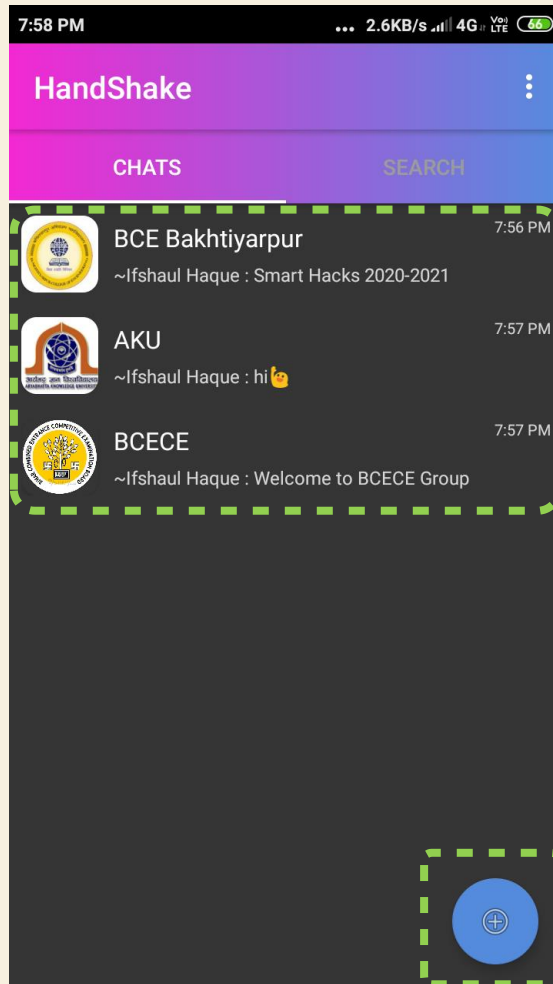 7:58 PM ... 2.6KB/s 4G Vo) LTE 66
HandShake
CHATS SEARCH
BCE Bakhtiyarpur 7:56 PM
~Ifshaul Haque : Smart Hacks 2020-2021
AKU 7:57 PM
~Ifshaul Haque : hi🙋
BCECE 7:57 PM
~Ifshaul Haque : Welcome to BCECE Group